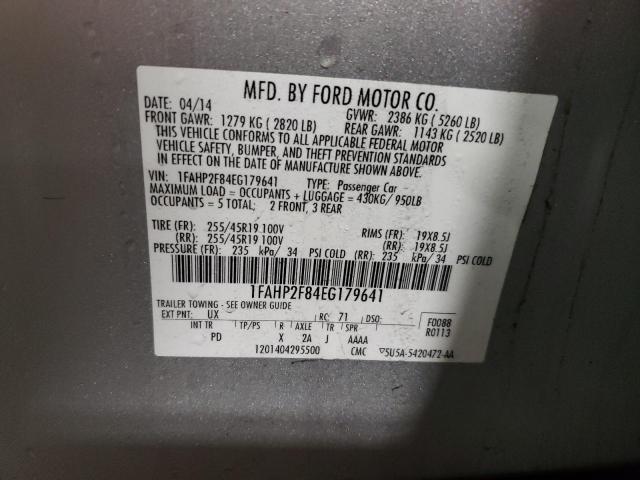 MFD. BY FORD MOTOR CO.
DATE: 04/14 GVWR: 2386 KG ( 5260 LB)
FRONT GAWR: 1279 KG ( 2820 LB) REAR GAWR: 1143 KG ( 2520 LB)
THIS VEHICLE CONFORMS TO ALL APPLICABLE FEDERAL MOTOR
VEHICLE SAFETY, BUMPER, AND THEFT PREVENTION STANDARDS
IN EFFECT ON THE DATE OF MANUFACTURE SHOWN ABOVE.
VIN: 1FAHP2F84EG179641 TYPE: Passenger Car
MAXIMUM LOAD = OCCUPANTS + LUGGAGE = 430KG/ 950LB
OCCUPANTS = 5 TOTAL; 2 FRONT, 3 REAR
TIRE (FR): 255/45R19 100V RIMS (FR): 19X8.5J
(RR): 255/45R19 100V (RR): 19X8.5J
PRESSURE (FR): 235 kPa/ 34 PSI COLD (RR): 235 kPa/ 34 PSI COLD
1FAHP2F84EG179641
TRAILER TOWING - SEE OWNER GUIDE
EXT PNT: UX RC: 71 DSO: F0088
R0113
INT TR TP/PS R AXLE TR SPR
PD X 2A J AAAA
1201404295500 CMC 5U5A-5420472-AA